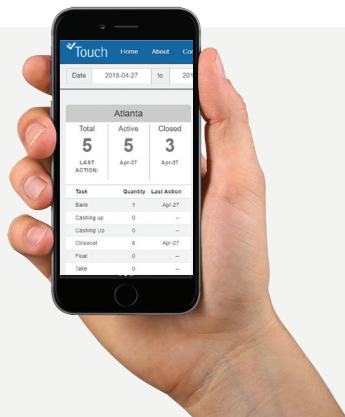 Touch Home About Co
Date 2018-04-27 to 201
Atlanta
Total Active Closed
5 5 3
LAST ACTION: Apr-27 Apr-27
Task Quantity Last Action
Bank 1 Apr-27
Cashing up 0 --
Cashing Up 0 --
Closeout 6 Apr-27
Float 0 --
Take 0 --